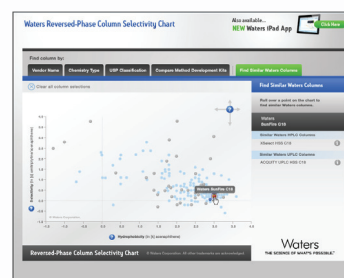 Waters Reversed-Phase Column Selectivity Chart
Also available...
NEW Waters iPad App
Click Here
Find column by:
Vendor Name
Chemistry Type
USP Classification
Compare Method Development Kits
Find Similar Waters Columns
Clear all column selections
Find Similar Waters Columns
Roll over a point on the chart to
find similar columns.
Waters
SunFire C18
Similar Waters HPLC Columns
XSelect HSS C18
Similar Waters UPLC Columns
ACQUITY UPLC HSS C18
Waters SunFire C18
Reversed-Phase Column Selectivity Chart
Waters
THE SCIENCE OF WHAT'S POSSIBLE.